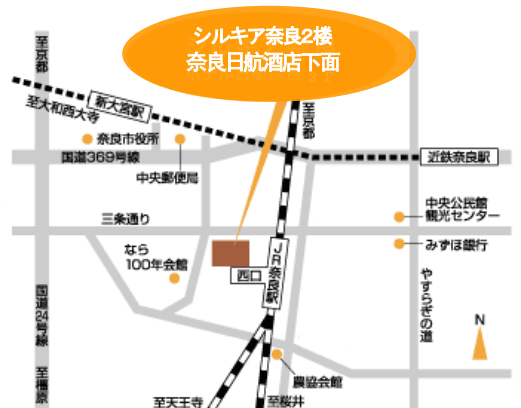 シルキア奈良2楼
奈良日航酒店下面
至京都
至京都
新大宮駅
至大和西大寺
奈良市役所
国道369号線
近鉄奈良駅
中央郵便局
中央公民館
観光センター
三条通り
みずほ銀行
なら
100年会館
西口
JR奈良駅
やすらぎの道
国道24号線
N
農協会館
至橿原
至天王寺
至桜井